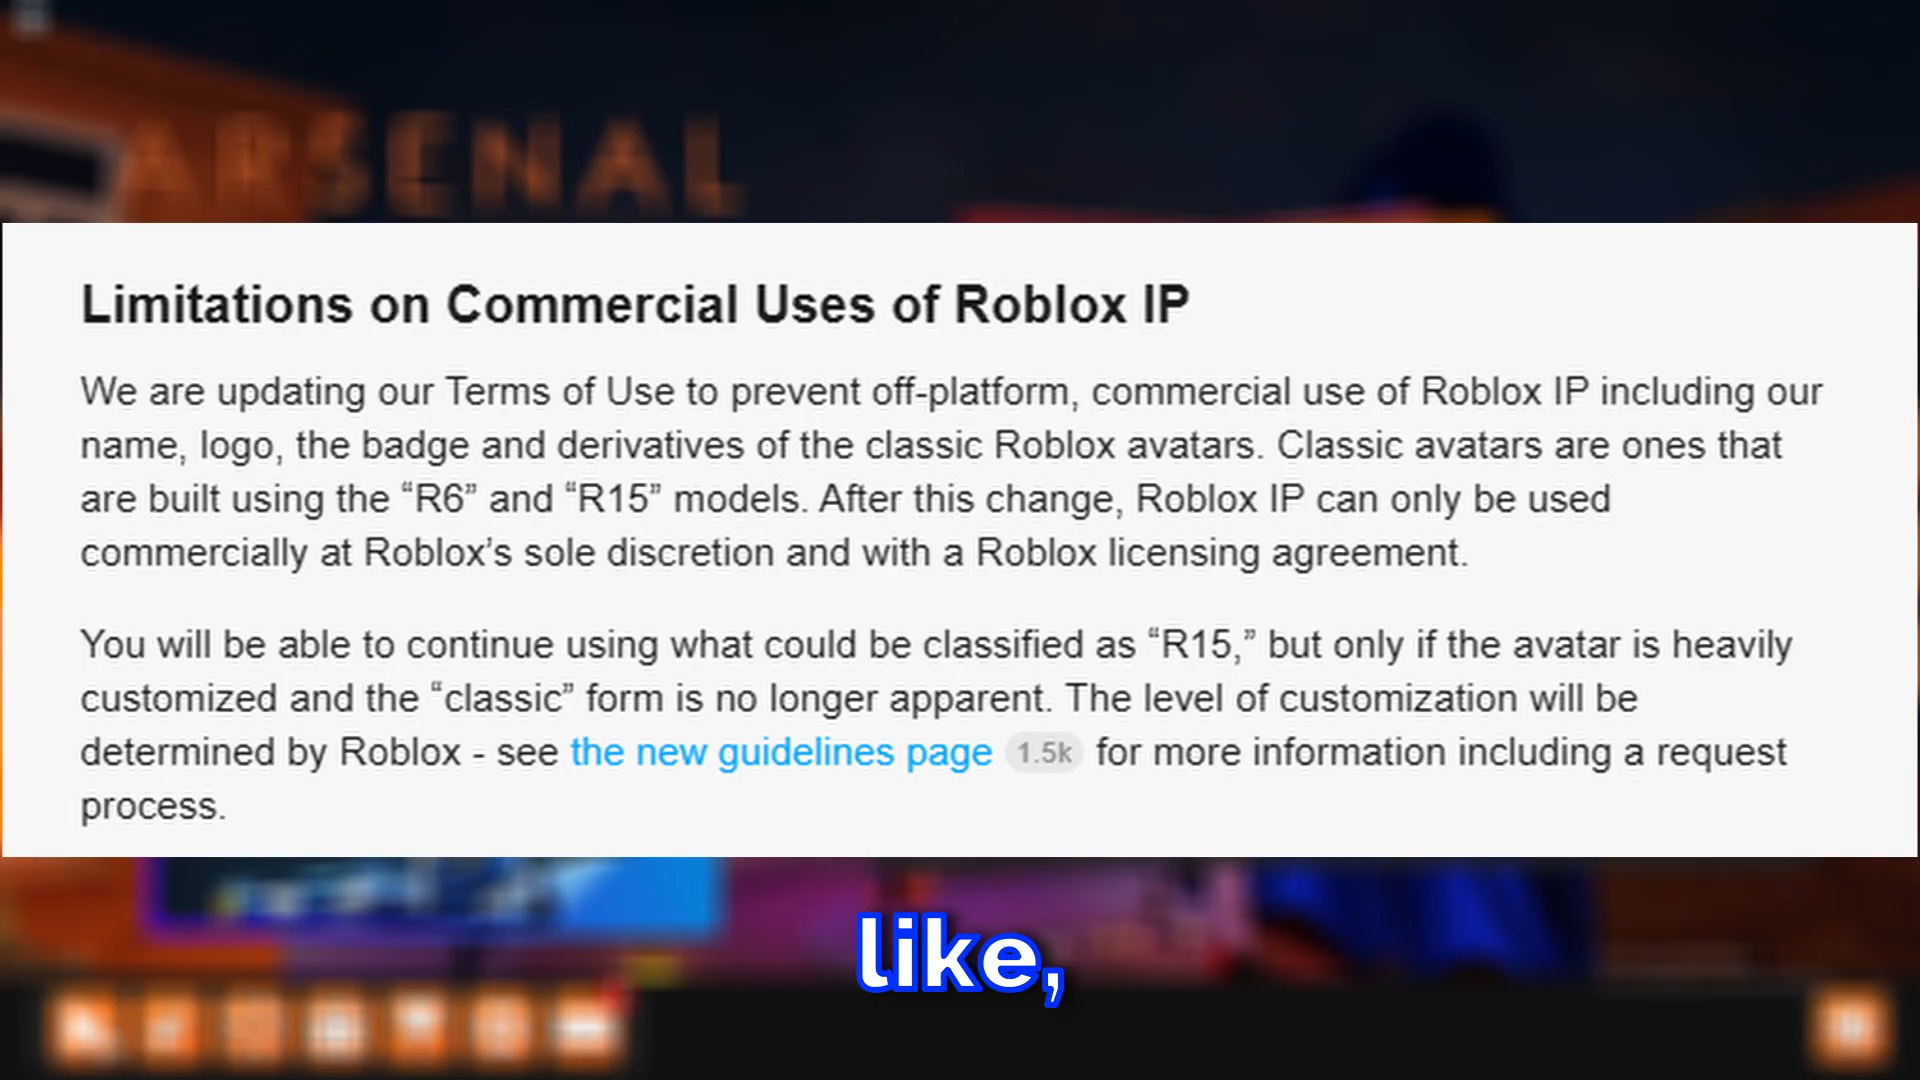 ARSENAL
Limitations on Commercial Uses of Roblox IP
We are updating our Terms of Use to prevent off-platform, commercial use of Roblox IP including our
name, logo, the badge and derivatives of the classic Roblox avatars. Classic avatars are ones that
are built using the “R6” and “R15” models. After this change, Roblox IP can only be used
commercially at Roblox’s sole discretion and with a Roblox licensing agreement.
You will be able to continue using what could be classified as “R15,” but only if the avatar is heavily
customized and the “classic” form is no longer apparent. The level of customization will be
determined by Roblox - see the new guidelines page 1.5k for more information including a request
process.
like,